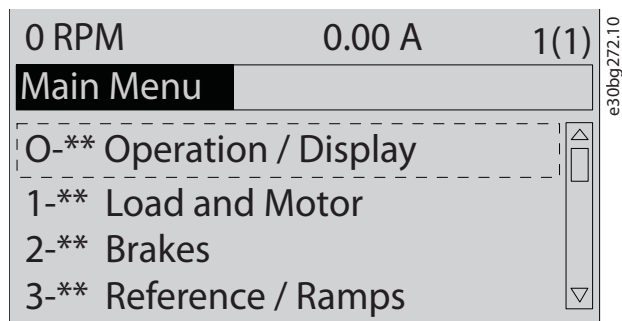 0 RPM 0.00 A 1(1)
Main Menu
O-** Operation / Display
1-** Load and Motor
2-** Brakes
3-** Reference / Ramps
e30bg272.10